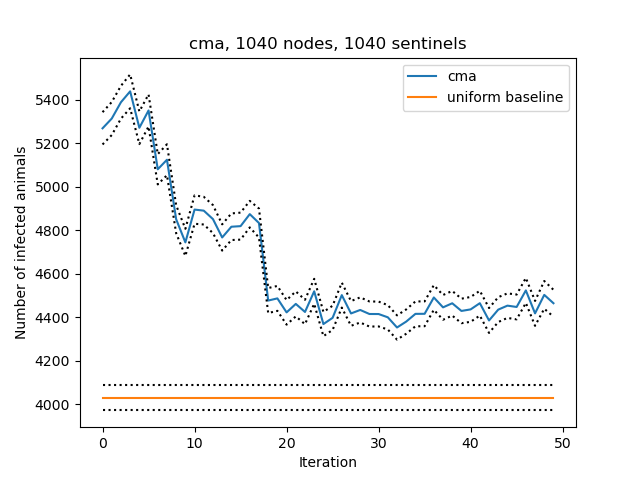 cma, 1040 nodes, 1040 sentinels
cma
uniform baseline
Number of infected animals
5400
5200
5000
4800
4600
4400
4200
4000
0 10 20 30 40 50
Iteration